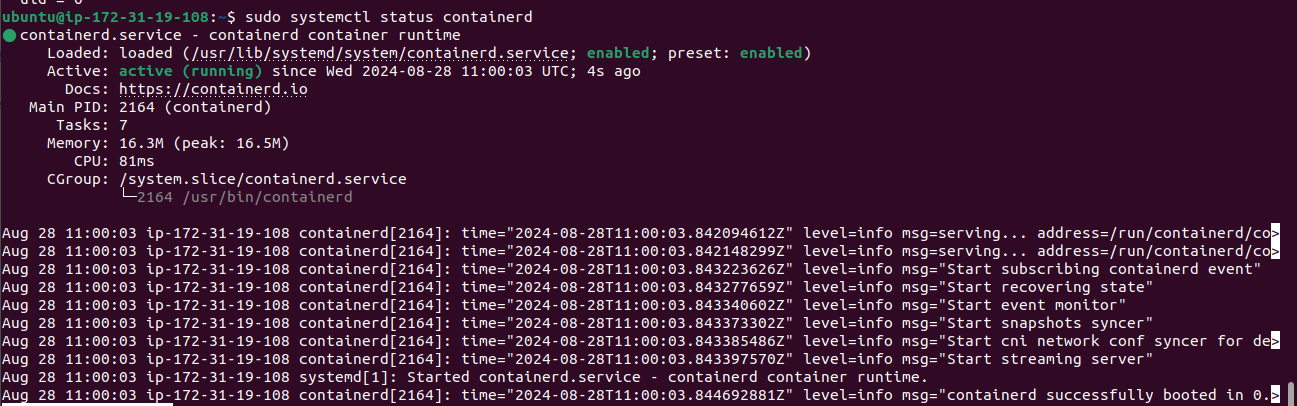 uid = 0
ubuntu@ip-172-31-19-108:~$ sudo systemctl status containerd
● containerd.service - containerd container runtime
Loaded: loaded (/usr/lib/systemd/system/containerd.service; enabled; preset: enabled)
Active: active (running) since Wed 2024-08-28 11:00:03 UTC; 4s ago
Docs: https://containerd.io
Main PID: 2164 (containerd)
Tasks: 7
Memory: 16.3M (peak: 16.5M)
CPU: 81ms
CGroup: /system.slice/containerd.service
└─2164 /usr/bin/containerd
Aug 28 11:00:03 ip-172-31-19-108 containerd[2164]: time="2024-08-28T11:00:03.842094612Z" level=info msg=serving... address=/run/containerd/co>
Aug 28 11:00:03 ip-172-31-19-108 containerd[2164]: time="2024-08-28T11:00:03.842148299Z" level=info msg=serving... address=/run/containerd/co>
Aug 28 11:00:03 ip-172-31-19-108 containerd[2164]: time="2024-08-28T11:00:03.843223626Z" level=info msg="Start subscribing containerd event"
Aug 28 11:00:03 ip-172-31-19-108 containerd[2164]: time="2024-08-28T11:00:03.843277659Z" level=info msg="Start recovering state"
Aug 28 11:00:03 ip-172-31-19-108 containerd[2164]: time="2024-08-28T11:00:03.843340602Z" level=info msg="Start event monitor"
Aug 28 11:00:03 ip-172-31-19-108 containerd[2164]: time="2024-08-28T11:00:03.843373302Z" level=info msg="Start snapshots syncer"
Aug 28 11:00:03 ip-172-31-19-108 containerd[2164]: time="2024-08-28T11:00:03.843385486Z" level=info msg="Start cni network conf syncer for de>
Aug 28 11:00:03 ip-172-31-19-108 containerd[2164]: time="2024-08-28T11:00:03.843397570Z" level=info msg="Start streaming server"
Aug 28 11:00:03 ip-172-31-19-108 systemd[1]: Started containerd.service - containerd container runtime.
Aug 28 11:00:03 ip-172-31-19-108 containerd[2164]: time="2024-08-28T11:00:03.844692881Z" level=info msg="containerd successfully booted in 0.>